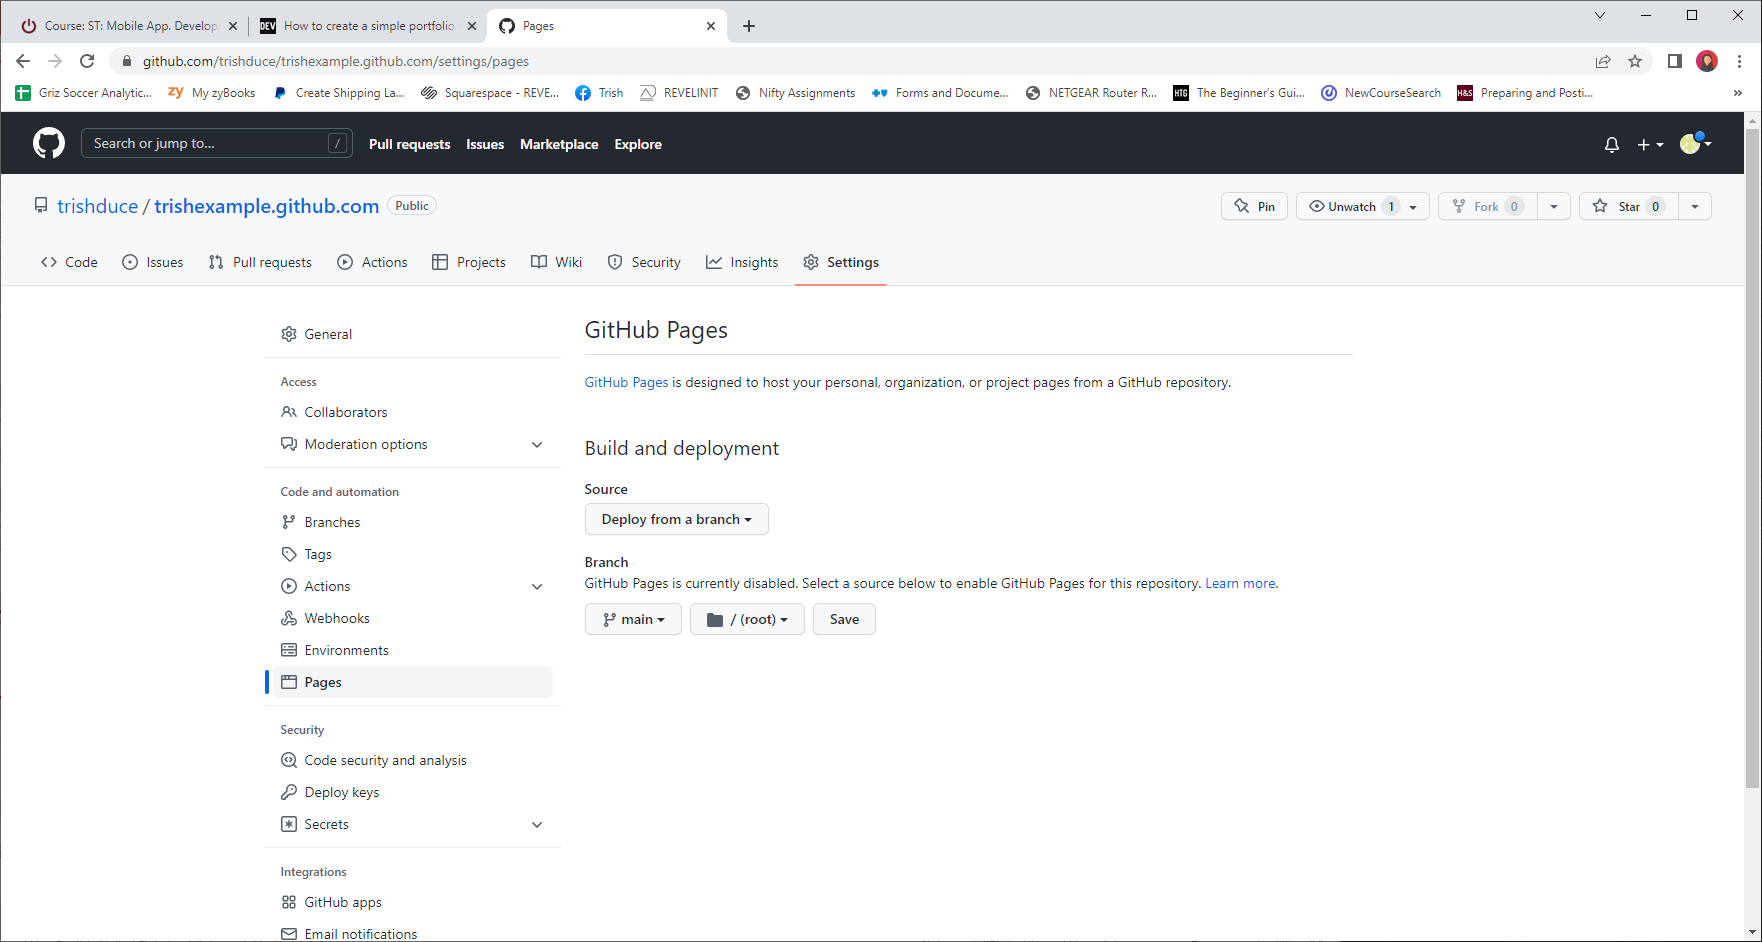 Course: ST: Mobile App. Develop
How to create a simple portfolio
Pages
github.com/trishduce/trishexample.github.com/settings/pages
Griz Soccer Analytic...
zy My zyBooks
Create Shipping La...
Squarespace - REVE...
Trish
REVELINIT
Nifty Assignments
Forms and Docume...
NETGEAR Router R...
HTG The Beginner's Gui...
NewCourseSearch
H&S Preparing and Posti...
»
Search or jump to... /
Pull requests
Issues
Marketplace
Explore
trishduce / trishexample.github.com Public
Pin
Unwatch 1
Fork 0
Star 0
Code
Issues
Pull requests
Actions
Projects
Wiki
Security
Insights
Settings
General
Access
Collaborators
Moderation options
Code and automation
Branches
Tags
Actions
Webhooks
Environments
Pages
Security
Code security and analysis
Deploy keys
Secrets
Integrations
GitHub apps
Email notifications
GitHub Pages
GitHub Pages is designed to host your personal, organization, or project pages from a GitHub repository.
Build and deployment
Source
Deploy from a branch
Branch
GitHub Pages is currently disabled. Select a source below to enable GitHub Pages for this repository. Learn more.
main
/ (root)
Save